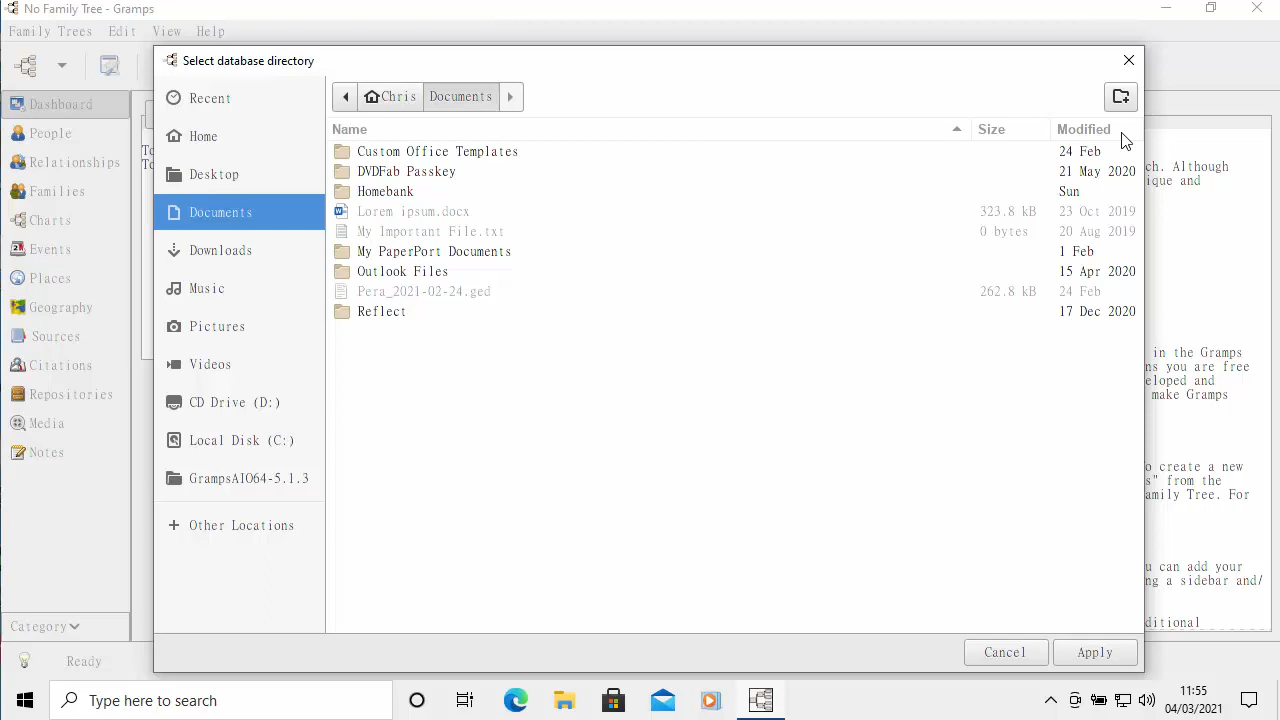 No Family Tree - Gramps
Family Trees Edit View Help
Select database directory
Dashboard
People
Relationships
Families
Charts
Events
Places
Geography
Sources
Citations
Repositories
Media
Notes
Category
Ready
Recent
Home
Desktop
Documents
Downloads
Music
Pictures
Videos
CD Drive (D:)
Local Disk (C:)
GrampsAIO64-5.1.3
Other Locations
Chris Documents
Name Size Modified
Custom Office Templates 24 Feb
DVDFab Passkey 21 May 2020
Homebank Sun
Lorem ipsum.docx 323.8 kB 23 Oct 2019
My Important File.txt 0 bytes 20 Aug 2019
My PaperPort Documents 1 Feb
Outlook Files 15 Apr 2020
Pera_2021-02-24.ged 262.8 kB 24 Feb
Reflect 17 Dec 2020
Cancel Apply
ch. Although
ique and
in the Gramps
ns you are free
eloped and
make Gramps
o create a new
s" from the
amily Tree. For
u can add your
ng a sidebar and/
ditional
Type here to search
11:55
04/03/2021